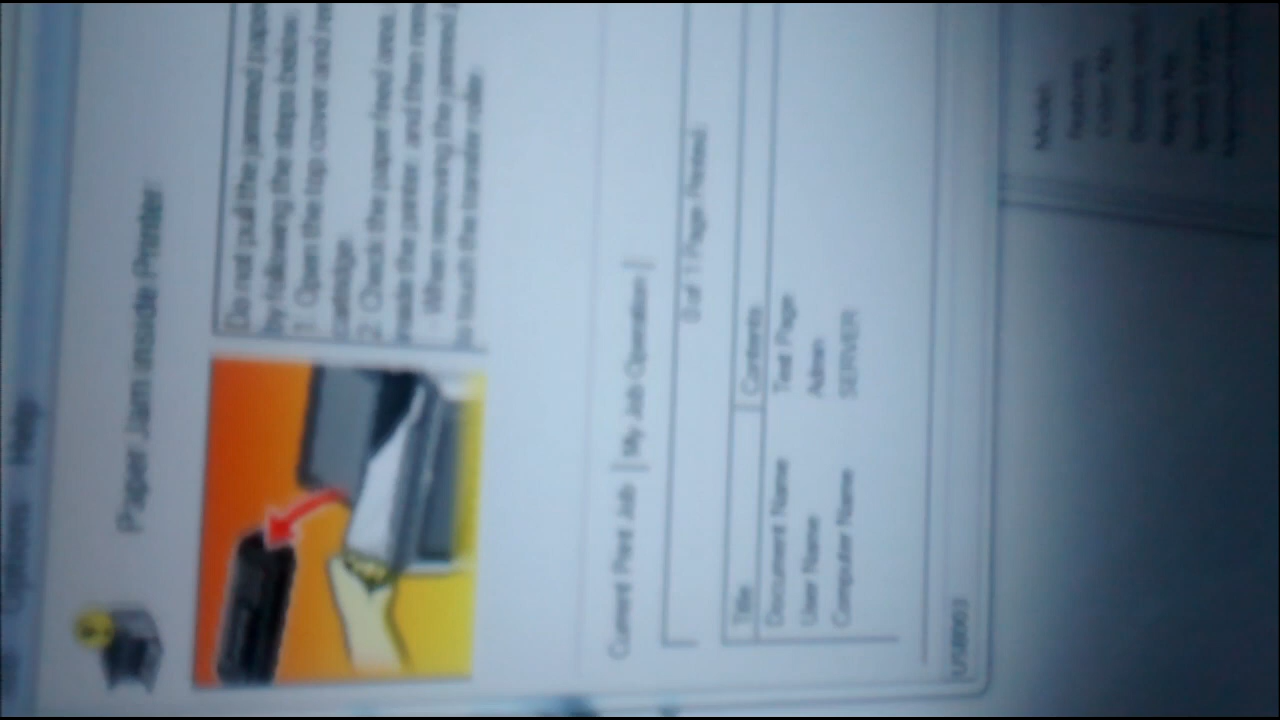 Options Help
Paper Jam inside Printer
Do not pull the jammed paper
by following the steps below.
1. Open the top cover and
cartridge.
2. Check the paper feed area
inside the printer, and then
When removing the jammed
to touch the transfer roller.
Current Print Job My Job Operation
0 of 1 Page Printed
Title Contents
Document Name Test Page
User Name Admin
Computer Name SERVER
USB003
Model: